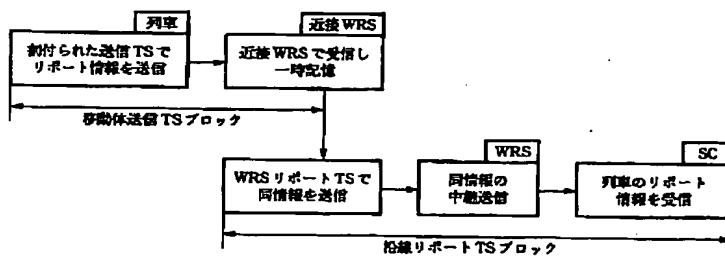 列車
割付られた送信TSで
リポート情報を送信
近接WRS
近接WRSで受信し
一時記憶
移動体送信TSブロック
WRSリポートTSで
同情報を送信
WRS
同情報の
中継送信
SC
列車のリポート
情報を受信
沿線リポートTSブロック